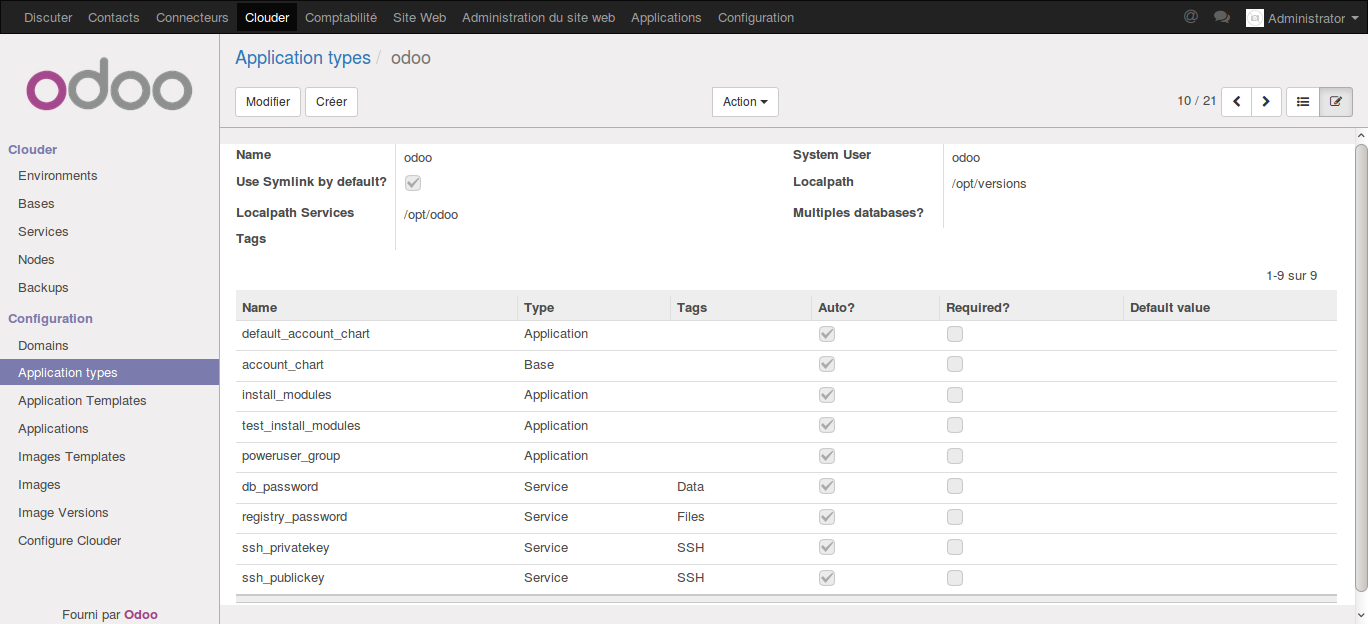 Discuter Contacts Connecteurs Clouder Comptabilité Site Web Administration du site web Applications Configuration @ Administrator
odoo
Clouder
Environments
Bases
Services
Nodes
Backups
Configuration
Domains
Application types
Application Templates
Applications
Images Templates
Images
Image Versions
Configure Clouder
Fourni par Odoo
Application types / odoo
Modifier Créer Action 10 / 21
Name odoo System User odoo
Use Symlink by default? Localpath /opt/versions
Localpath Services /opt/odoo Multiples databases?
Tags
1-9 sur 9
Name Type Tags Auto? Required? Default value
default_account_chart Application
account_chart Base
install_modules Application
test_install_modules Application
poweruser_group Application
db_password Service Data
registry_password Service Files
ssh_privatekey Service SSH
ssh_publickey Service SSH